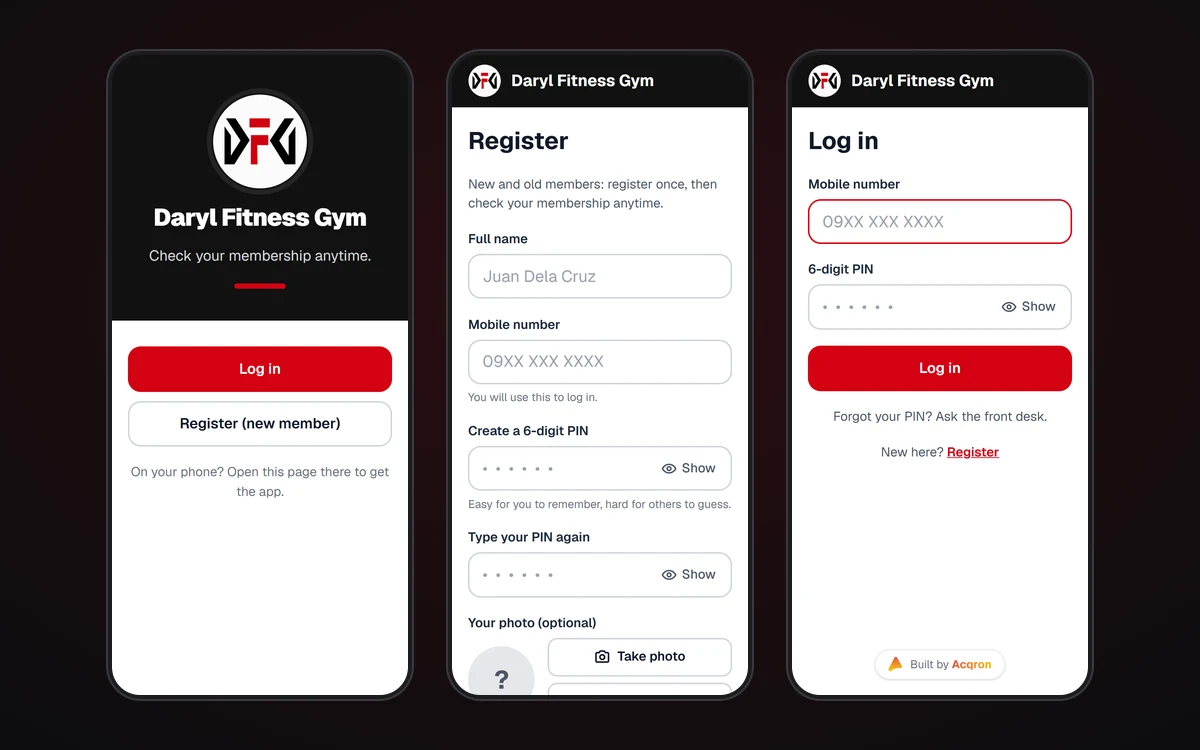 DFG
Daryl Fitness Gym
Check your membership anytime.
Log in
Register (new member)
On your phone? Open this page there to get
the app.
Daryl Fitness Gym
Register
New and old members: register once, then
check your membership anytime.
Full name
Juan Dela Cruz
Mobile number
09XX XXX XXXX
You will use this to log in.
Create a 6-digit PIN
Show
Easy for you to remember, hard for others to guess.
Type your PIN again
Show
Your photo (optional)
?
Take photo
Daryl Fitness Gym
Log in
Mobile number
09XX XXX XXXX
6-digit PIN
Show
Log in
Forgot your PIN? Ask the front desk.
New here? Register
Built by Acqron